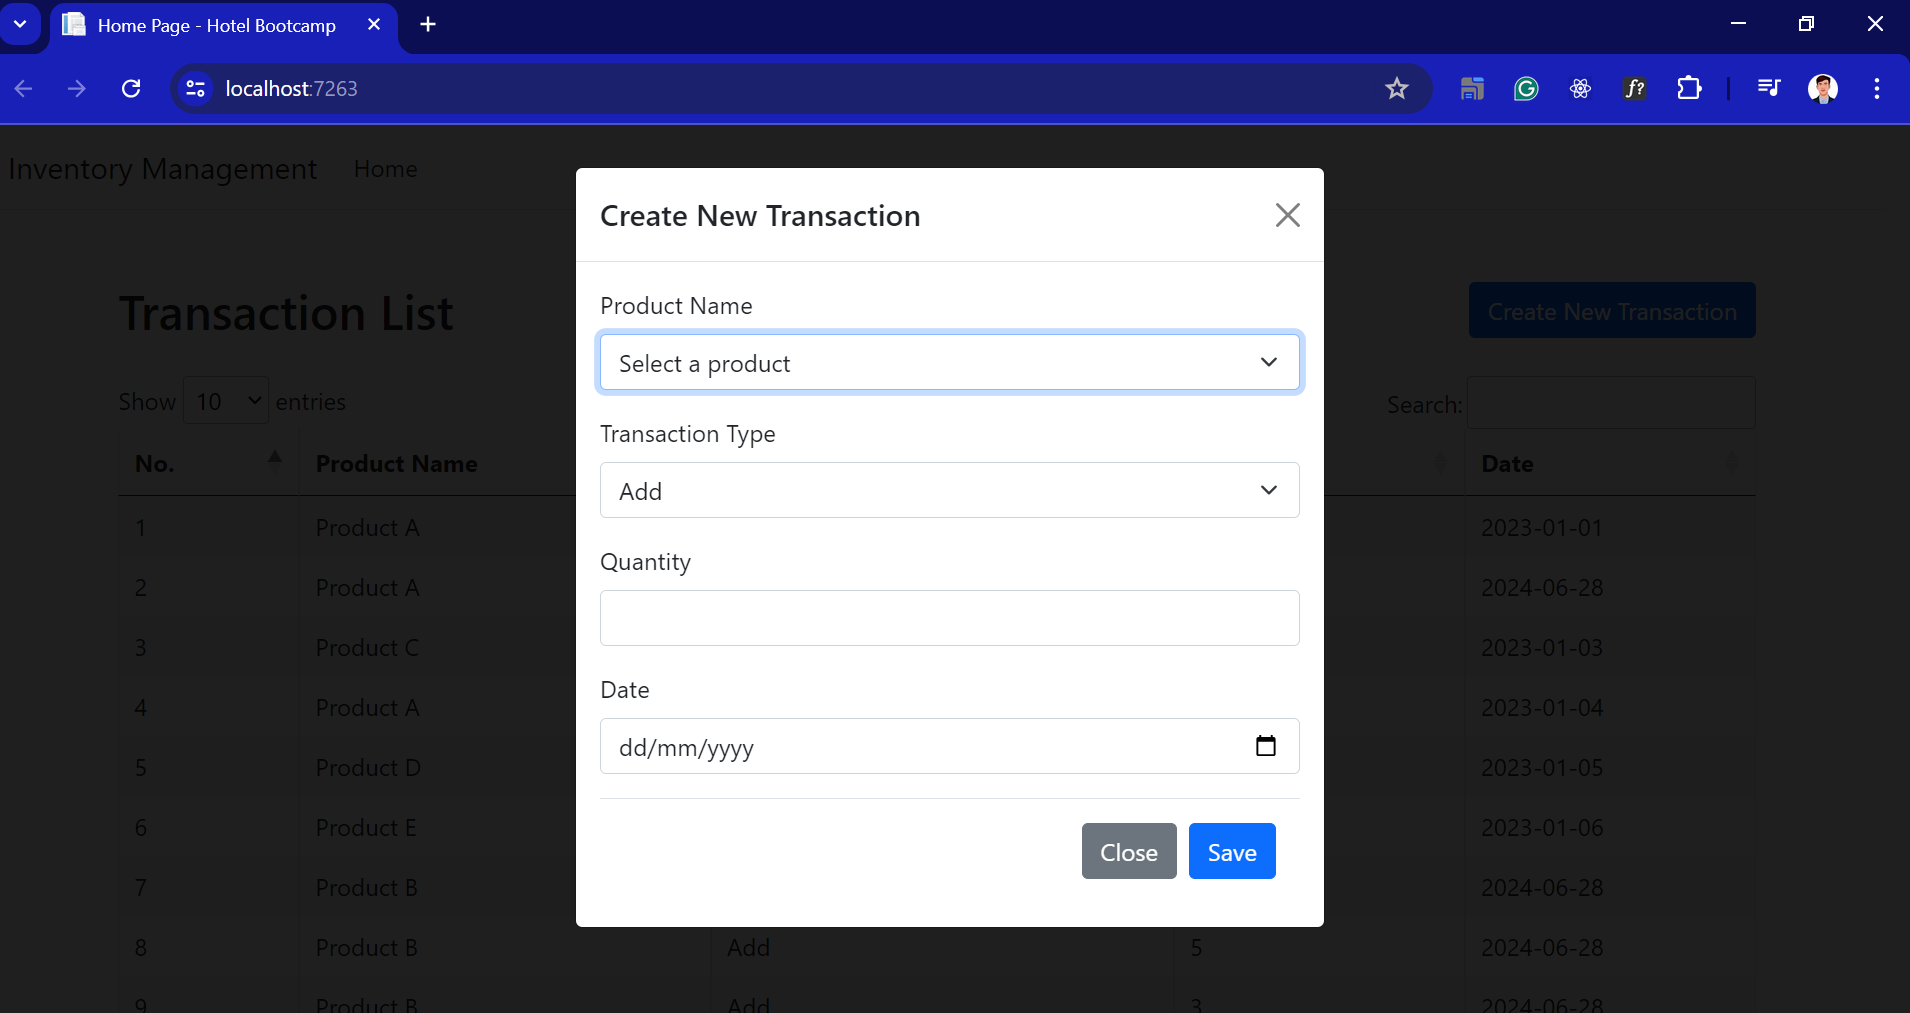 Home Page - Hotel Bootcamp
localhost:7263
f?
Inventory Management Home
Create New Transaction
Product Name
Select a product
Transaction Type
Add
Quantity
Date
dd/mm/yyyy
Close Save
Transaction List
Create New Transaction
Show 10 entries
Search:
No. Product Name Date
1 Product A 2023-01-01
2 Product A 2024-06-28
3 Product C 2023-01-03
4 Product A 2023-01-04
5 Product D 2023-01-05
6 Product E 2023-01-06
7 Product B 2024-06-28
8 Product B Add 5 2024-06-28
9 Product B Add 3 2024-06-28